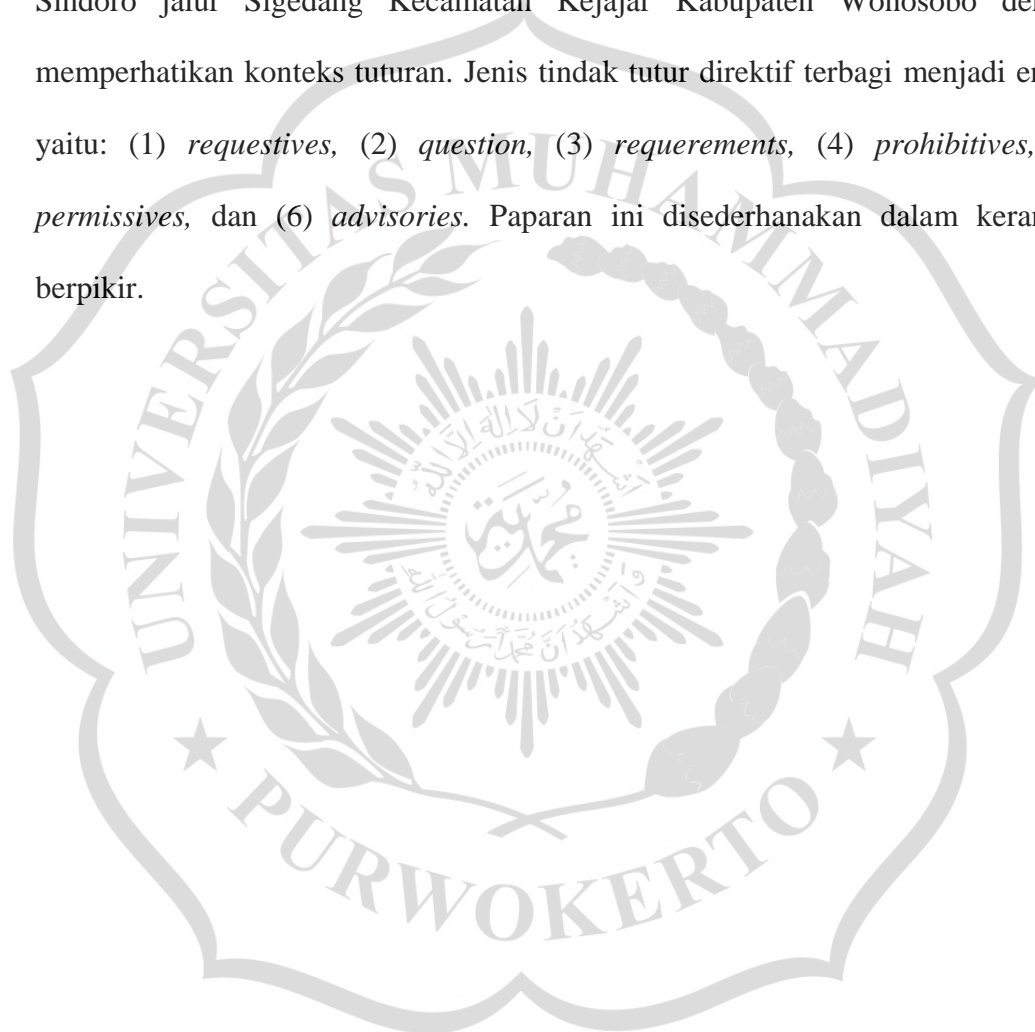 Sindoro jalur Sigedang Kecamatan Kejajar Kabupaten Wonosobo
memperhatikan konteks tuturan. Jenis tindak tutur direktif terbagi menjadi
yaitu: (1) requestives, (2) question, (3) requerements, (4) prohibitives,
permissives, dan (6) advisories. Paparan ini disederhanakan dalam
berpikir.
UNIVERSITAS MUHAMMADIYAH
PURWOKERTO